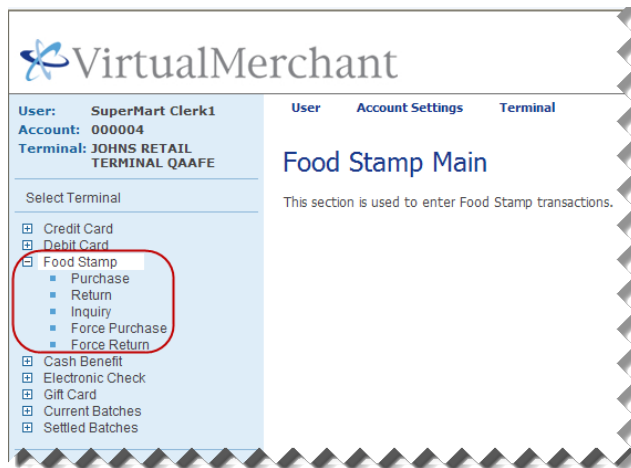 VirtualMerchant
User: SuperMart Clerk1
Account: 000004
Terminal: JOHNS RETAIL
TERMINAL QAAFE
Select Terminal
Credit Card
Debit Card
Food Stamp
Purchase
Return
Inquiry
Force Purchase
Force Return
Cash Benefit
Electronic Check
Gift Card
Current Batches
Settled Batches
User Account Settings Terminal
Food Stamp Main
This section is used to enter Food Stamp transactions.